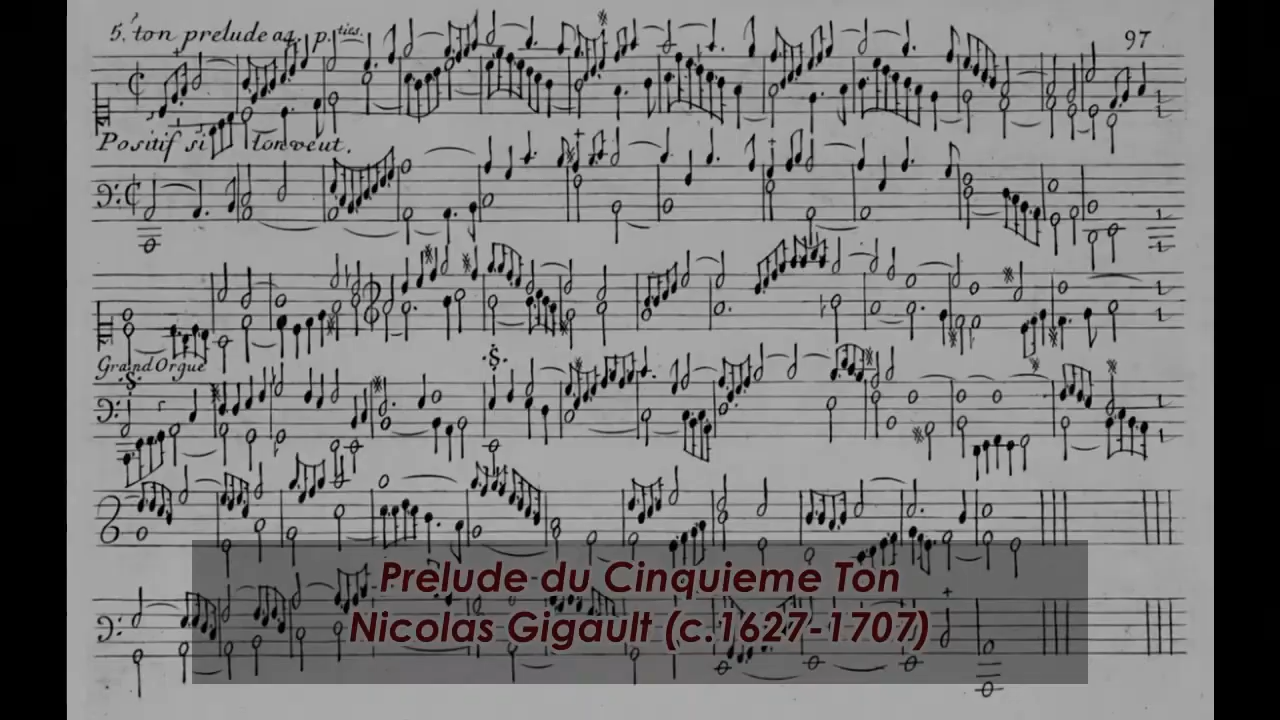 5.ᵉ ton prelude aq. p.ties.
97
Positif si lon veut.
Grand Orgue
Prelude du Cinquieme Ton
Nicolas Gigault (c.1627-1707)